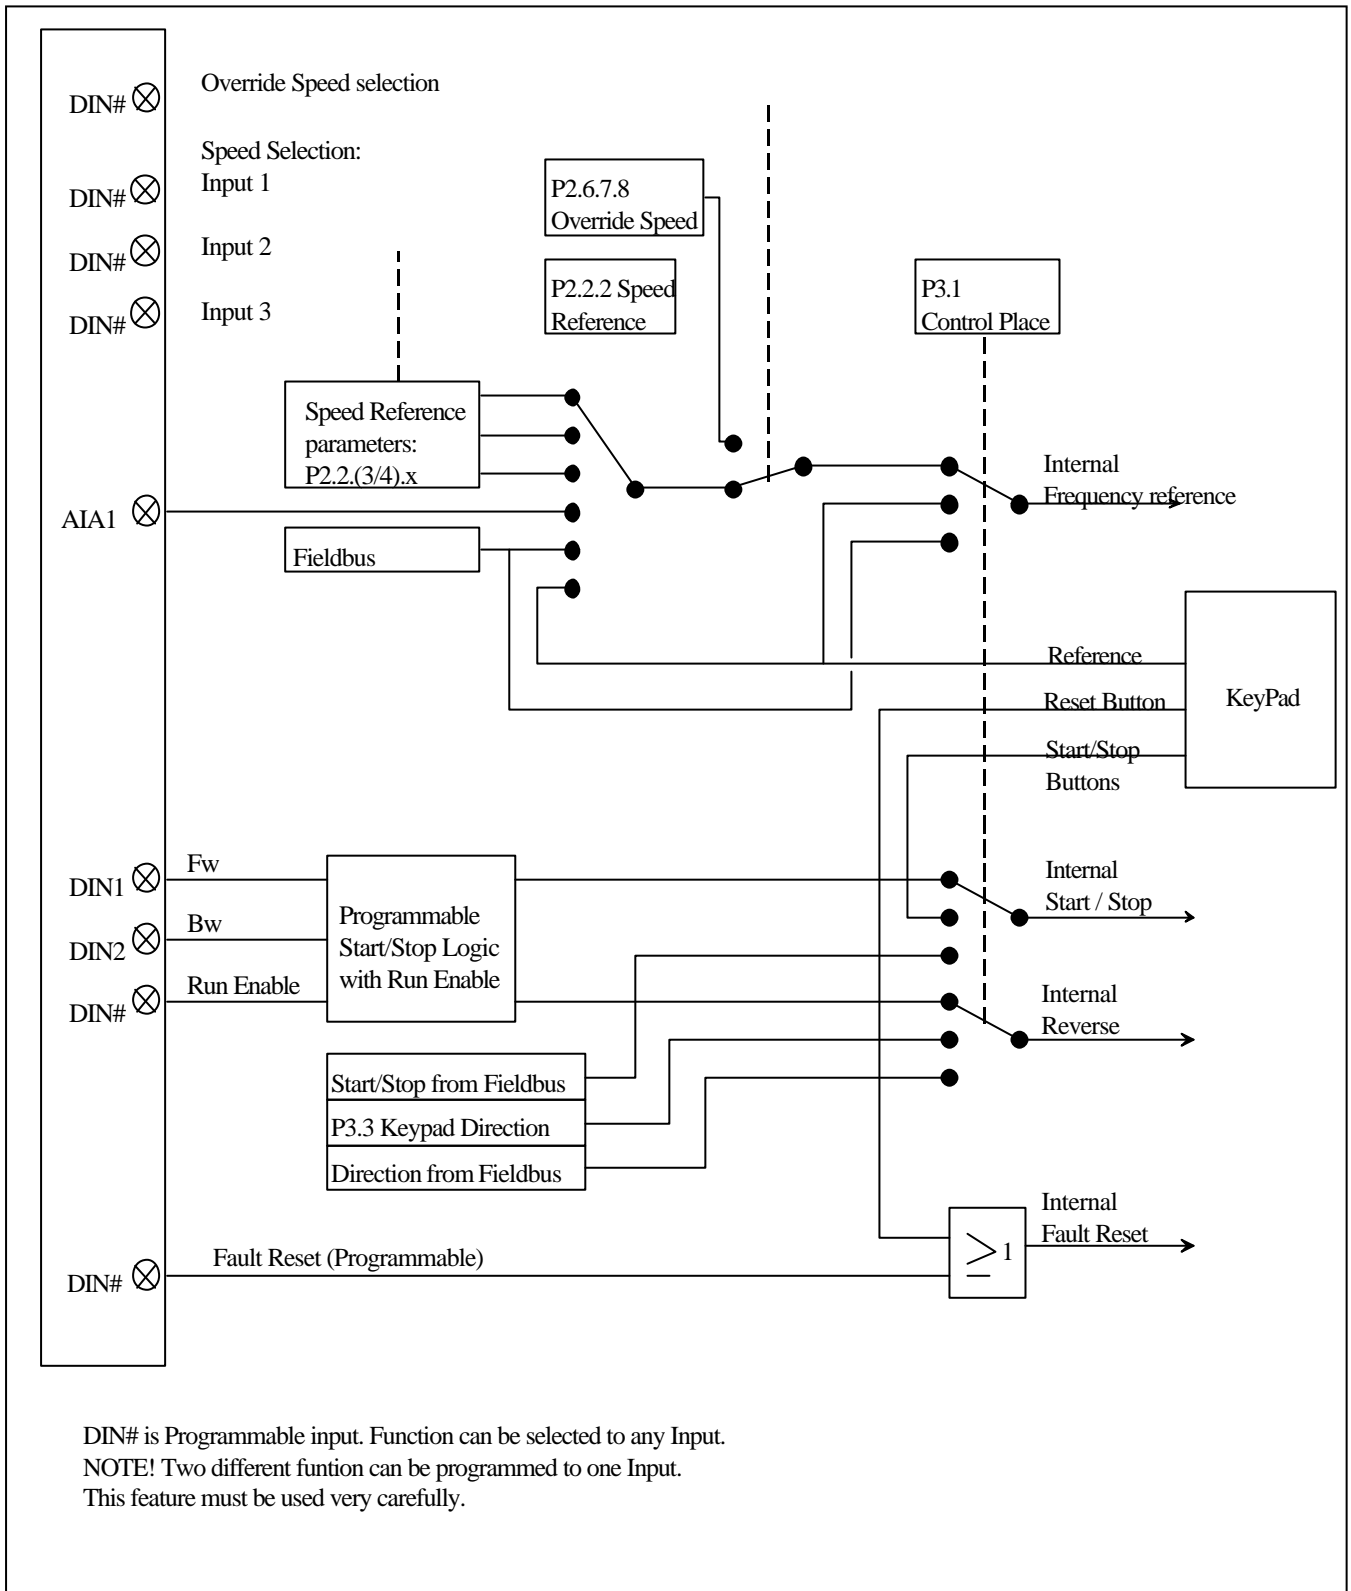 Override Speed selection
DIN#
Speed Selection:
Input 1
DIN#
P2.6.7.8
Override Speed
Input 2
DIN#
P2.2.2 Speed
Reference
P3.1
Control Place
Input 3
DIN#
Speed Reference
parameters:
P2.2.(3/4).x
Internal
Frequency reference
AIA1
Fieldbus
Reference
Reset Button
KeyPad
Start/Stop
Buttons
Fw
DIN1
Internal
Start / Stop
Programmable
Start/Stop Logic
with Run Enable
Bw
DIN2
Run Enable
DIN#
Internal
Reverse
Start/Stop from Fieldbus
P3.3 Keypad Direction
Direction from Fieldbus
Internal
Fault Reset
≥1
Fault Reset (Programmable)
DIN#
DIN# is Programmable input. Function can be selected to any Input.
NOTE! Two different funtion can be programmed to one Input.
This feature must be used very carefully.